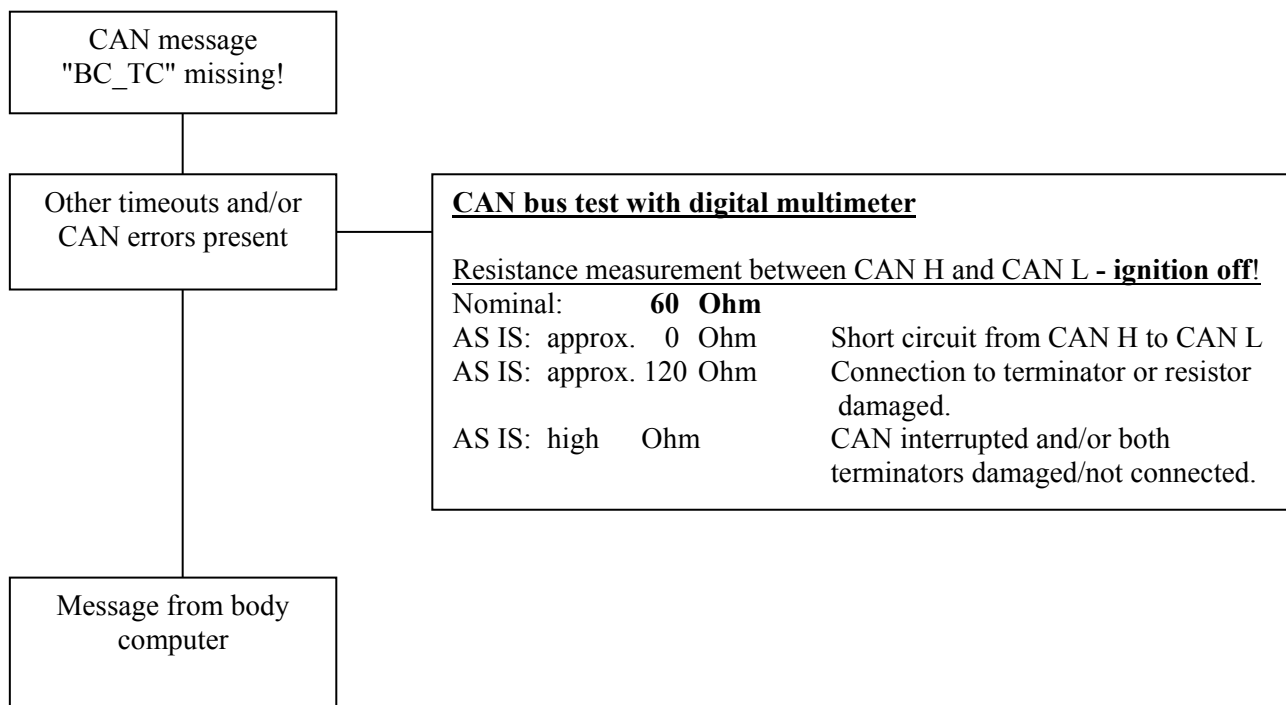 CAN message
"BC_TC" missing!
Other timeouts and/or
CAN errors present
CAN bus test with digital multimeter
Resistance measurement between CAN H and CAN L - ignition off!
Nominal: 60 Ohm
AS IS: approx. 0 Ohm Short circuit from CAN H to CAN L
AS IS: approx. 120 Ohm Connection to terminator or resistor
damaged.
AS IS: high Ohm CAN interrupted and/or both
terminators damaged/not connected.
Message from body
computer